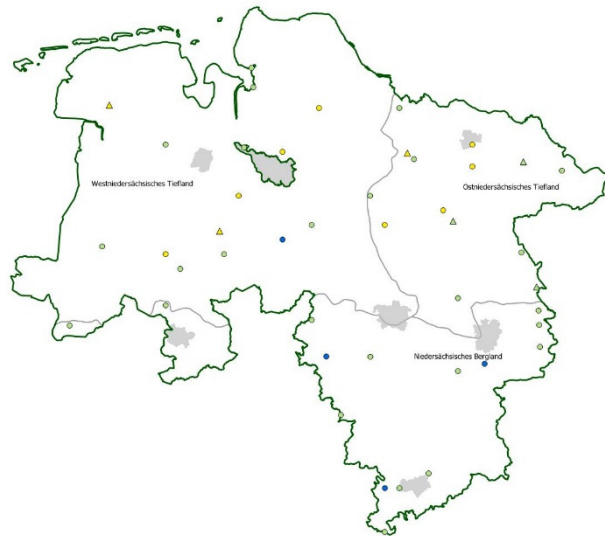 Westniedersächsisches Tiefland
Ostniedersächsisches Tiefland
Niedersächsisches Bergland